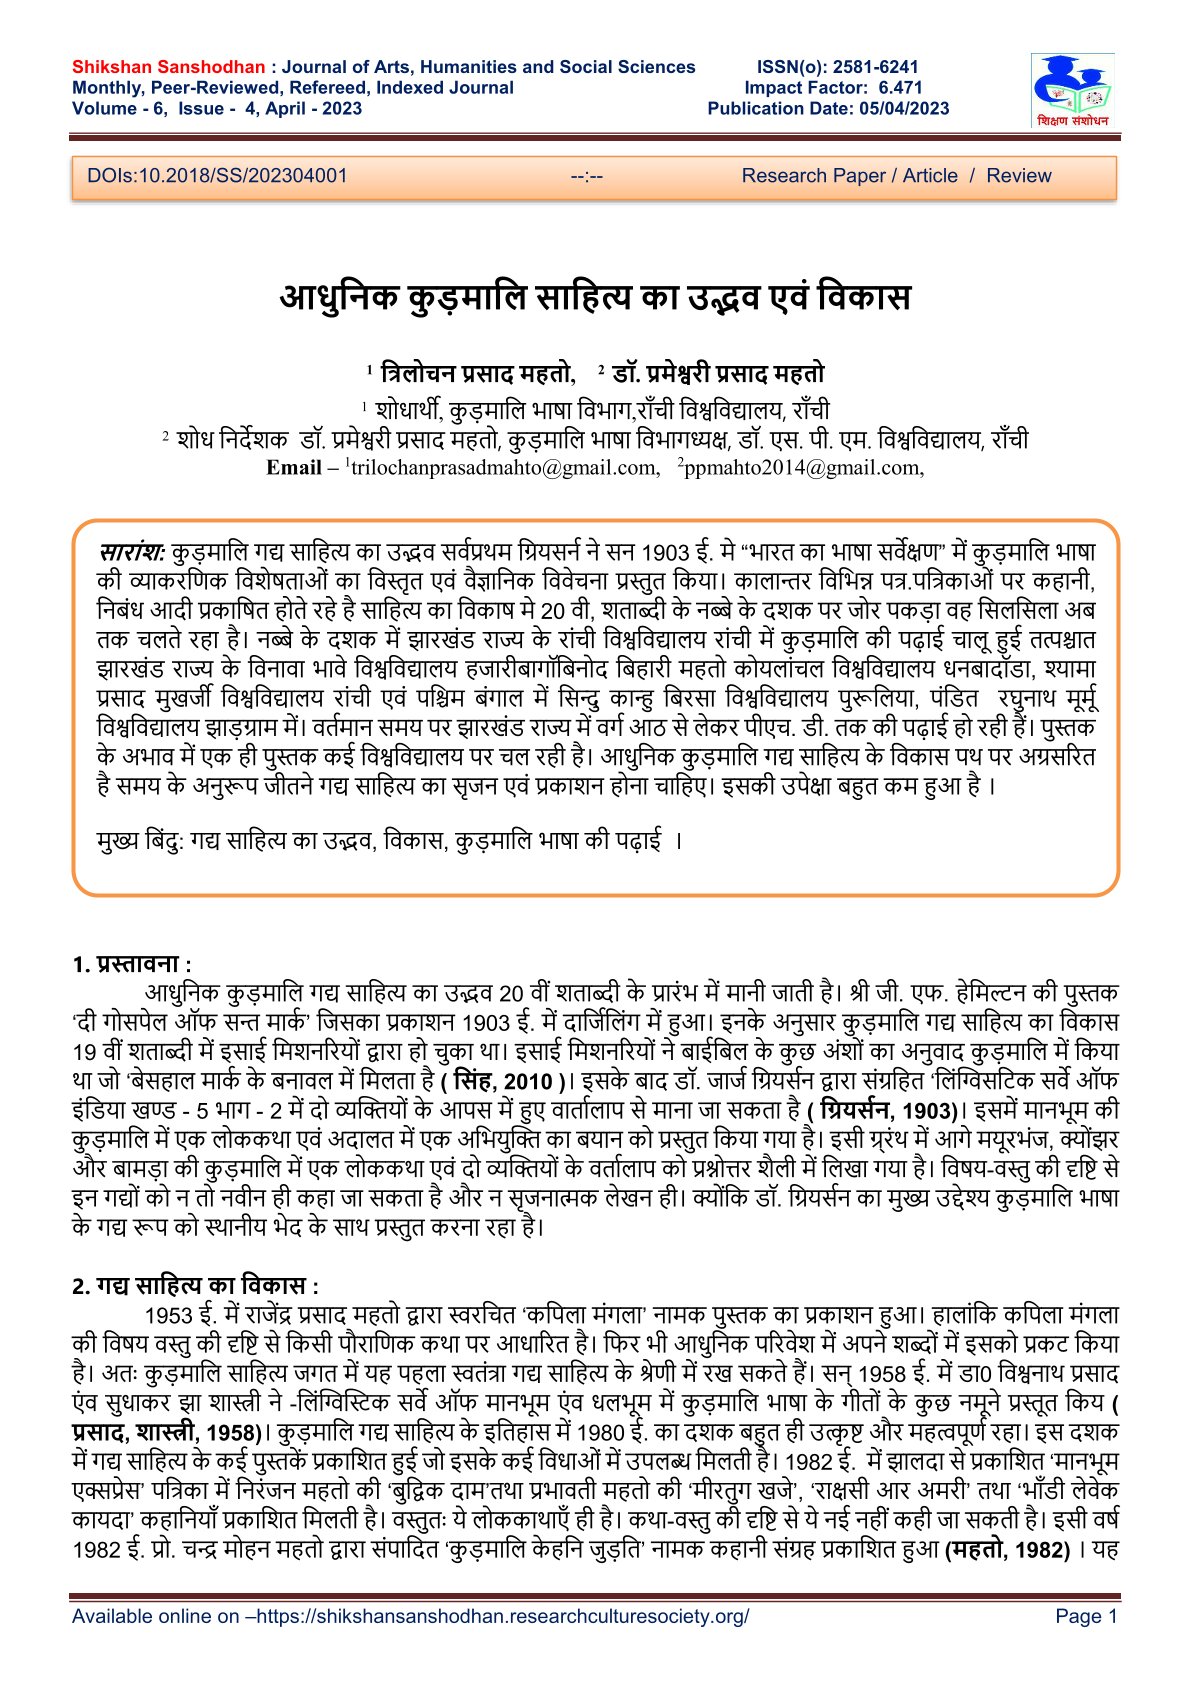 Shikshan Sanshodhan : Journal of Arts, Humanities and Social Sciences ISSN(o): 2581-6241
Monthly, Peer-Reviewed, Refereed, Indexed Journal Impact Factor: 6.471
Volume - 6, Issue - 4, April - 2023 Publication Date: 05/04/2023
शिक्षण संशोधन
DOIs:10.2018/SS/202304001 --:-- Research Paper / Article / Review
आधुनिक कुड़मालि साहित्य का उद्भव एवं विकास
1 त्रिलोचन प्रसाद महतो, 2 डॉ. प्रमेश्वरी प्रसाद महतो
1 शोधार्थी, कुड़मालि भाषा विभाग,राँची विश्वविद्यालय, राँची
2 शोध निर्देशक डॉ. प्रमेश्वरी प्रसाद महतो, कुड़मालि भाषा विभागध्यक्ष, डॉ. एस. पी. एम. विश्वविद्यालय, राँची
Email – 1trilochanprasadmahto@gmail.com, 2ppmahto2014@gmail.com,
सारांश: कुड़मालि गद्य साहित्य का उद्भव सर्वप्रथम ग्रियसर्न ने सन 1903 ई. मे “भारत का भाषा सर्वेक्षण” में कुड़मालि भाषा
की व्याकरणिक विशेषताओं का विस्तृत एवं वैज्ञानिक विवेचना प्रस्तुत किया। कालान्तर विभिन्न पत्र.पत्रिकाओं पर कहानी,
निबंध आदी प्रकाषित होते रहे है साहित्य का विकाष मे 20 वी, शताब्दी के नब्बे के दशक पर जोर पकड़ा वह सिलसिला अब
तक चलते रहा है। नब्बे के दशक में झारखंड राज्य के रांची विश्वविद्यालय रांची में कुड़मालि की पढ़ाई चालू हुई तत्पश्चात
झारखंड राज्य के विनावा भावे विश्वविद्यालय हजारीबागॉबिनोद बिहारी महतो कोयलांचल विश्वविद्यालय धनबादॉडा, श्यामा
प्रसाद मुखर्जी विश्वविद्यालय रांची एवं पश्चिम बंगाल में सिन्दु कान्हु बिरसा विश्वविद्यालय पुरूलिया, पंडित रघुनाथ मूर्मू
विश्वविद्यालय झाड़ग्राम में। वर्तमान समय पर झारखंड राज्य में वर्ग आठ से लेकर पीएच. डी. तक की पढ़ाई हो रही हैं। पुस्तक
के अभाव में एक ही पुस्तक कई विश्वविद्यालय पर चल रही है। आधुनिक कुड़मालि गद्य साहित्य के विकास पथ पर अग्रसरित
है समय के अनुरूप जीतने गद्य साहित्य का सृजन एवं प्रकाशन होना चाहिए। इसकी उपेक्षा बहुत कम हुआ है ।
मुख्य बिंदु: गद्य साहित्य का उद्भव, विकास, कुड़मालि भाषा की पढ़ाई ।
1. प्रस्तावना :
आधुनिक कुड़मालि गद्य साहित्य का उद्भव 20 वीं शताब्दी के प्रारंभ में मानी जाती है। श्री जी. एफ. हेमिल्टन की पुस्तक
‘दी गोसपेल ऑफ सन्त मार्क’ जिसका प्रकाशन 1903 ई. में दार्जिलिंग में हुआ। इनके अनुसार कुड़मालि गद्य साहित्य का विकास
19 वीं शताब्दी में इसाई मिशनरियों द्वारा हो चुका था। इसाई मिशनरियों ने बाईबिल के कुछ अंशों का अनुवाद कुड़मालि में किया
था जो ‘बेसहाल मार्क के बनावल में मिलता है ( सिंह, 2010 )। इसके बाद डॉ. जार्ज ग्रियर्सन द्वारा संग्रहित ‘लिंग्विसटिक सर्वे ऑफ
इंडिया खण्ड - 5 भाग - 2 में दो व्यक्तियों के आपस में हुए वार्तालाप से माना जा सकता है ( ग्रियर्सन, 1903)। इसमें मानभूम की
कुड़मालि में एक लोककथा एवं अदालत में एक अभियुक्ति का बयान को प्रस्तुत किया गया है। इसी ग्र्रंथ में आगे मयूरभंज, क्योंझर
और बामड़ा की कुड़मालि में एक लोककथा एवं दो व्यक्तियों के वर्तालाप को प्रश्नोत्तर शैली में लिखा गया है। विषय-वस्तु की दृष्टि से
इन गद्यों को न तो नवीन ही कहा जा सकता है और न सृजनात्मक लेखन ही। क्योंकि डॉ. ग्रियर्सन का मुख्य उद्देश्य कुड़मालि भाषा
के गद्य रूप को स्थानीय भेद के साथ प्रस्तुत करना रहा है।
2. गद्य साहित्य का विकास :
1953 ई. में राजेंद्र प्रसाद महतो द्वारा स्वरचित ‘कपिला मंगला’ नामक पुस्तक का प्रकाशन हुआ। हालांकि कपिला मंगला
की विषय वस्तु की दृष्टि से किसी पौराणिक कथा पर आधारित है। फिर भी आधुनिक परिवेश में अपने शब्दों में इसको प्रकट किया
है। अतः कुड़मालि साहित्य जगत में यह पहला स्वतंत्रा गद्य साहित्य के श्रेणी में रख सकते हैं। सन् 1958 ई. में डा0 विश्वनाथ प्रसाद
एंव सुधाकर झा शास्त्री ने -लिंग्विस्टिक सर्वे ऑफ मानभूम एंव धलभूम में कुड़मालि भाषा के गीतों के कुछ नमूने प्रस्तूत किय (
प्रसाद, शास्त्री, 1958)। कुड़मालि गद्य साहित्य के इतिहास में 1980 ई. का दशक बहुत ही उत्कृष्ट और महत्वपूर्ण रहा। इस दशक
में गद्य साहित्य के कई पुस्तकें प्रकाशित हुई जो इसके कई विधाओं में उपलब्ध मिलती है। 1982 ई. में झालदा से प्रकाशित ‘मानभूम
एक्सप्रेस’ पत्रिका में निरंजन महतो की ‘बुद्विक दाम’तथा प्रभावती महतो की ‘मीरतुग खजे’, ‘राक्षसी आर अमरी’ तथा ‘भाँडी लेवेक
कायदा’ कहानियाँ प्रकाशित मिलती है। वस्तुतः ये लोककाथाएँ ही है। कथा-वस्तु की दृष्टि से ये नई नहीं कही जा सकती है। इसी वर्ष
1982 ई. प्रो. चन्द्र मोहन महतो द्वारा संपादित ‘कुड़मालि केहनि जुड़ति’ नामक कहानी संग्रह प्रकाशित हुआ (महतो, 1982) । यह
Available online on –https://shikshansanshodhan.researchculturesociety.org/ Page 1